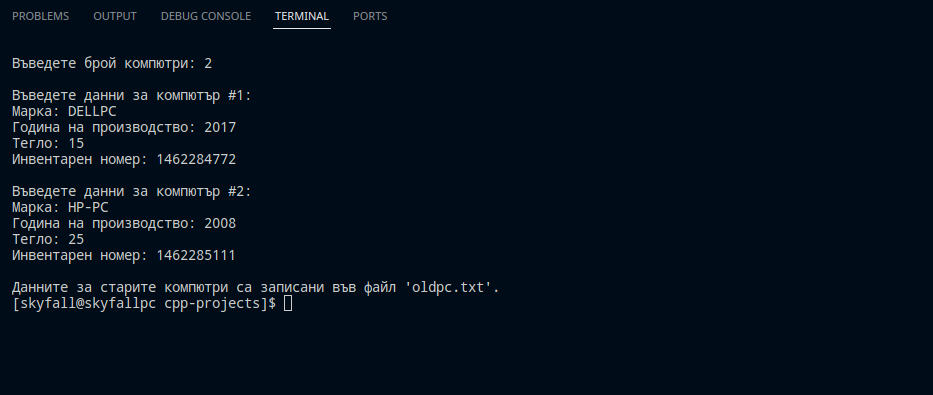 PROBLEMS OUTPUT DEBUG CONSOLE TERMINAL PORTS
Въведете брой компютри: 2
Въведете данни за компютър #1:
Марка: DELLPC
Година на производство: 2017
Тегло: 15
Инвентарен номер: 1462284772
Въведете данни за компютър #2:
Марка: HP-PC
Година на производство: 2008
Тегло: 25
Инвентарен номер: 1462285111
Данните за старите компютри са записани във файл 'oldpc.txt'.
[skyfall@skyfallpc cpp-projects]$